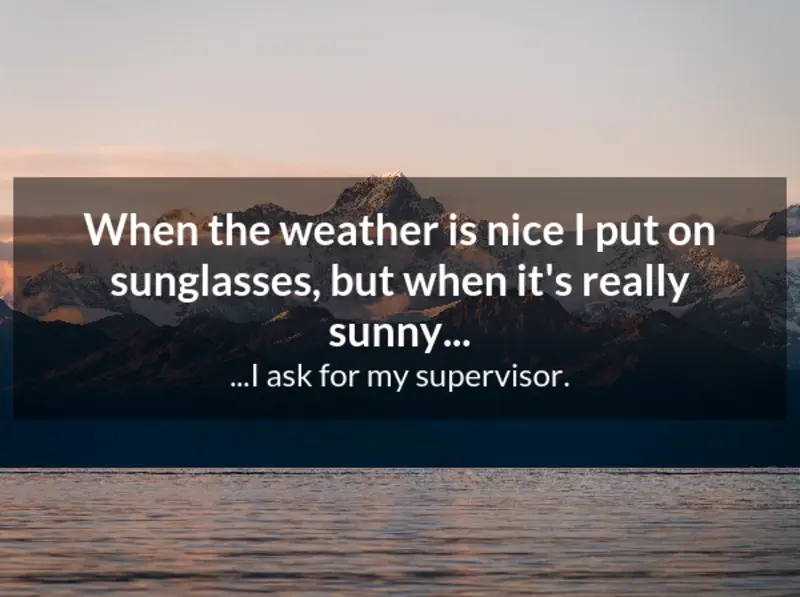 When the weather is nice I put on
sunglasses, but when it's really
sunny...
...I ask for my supervisor.